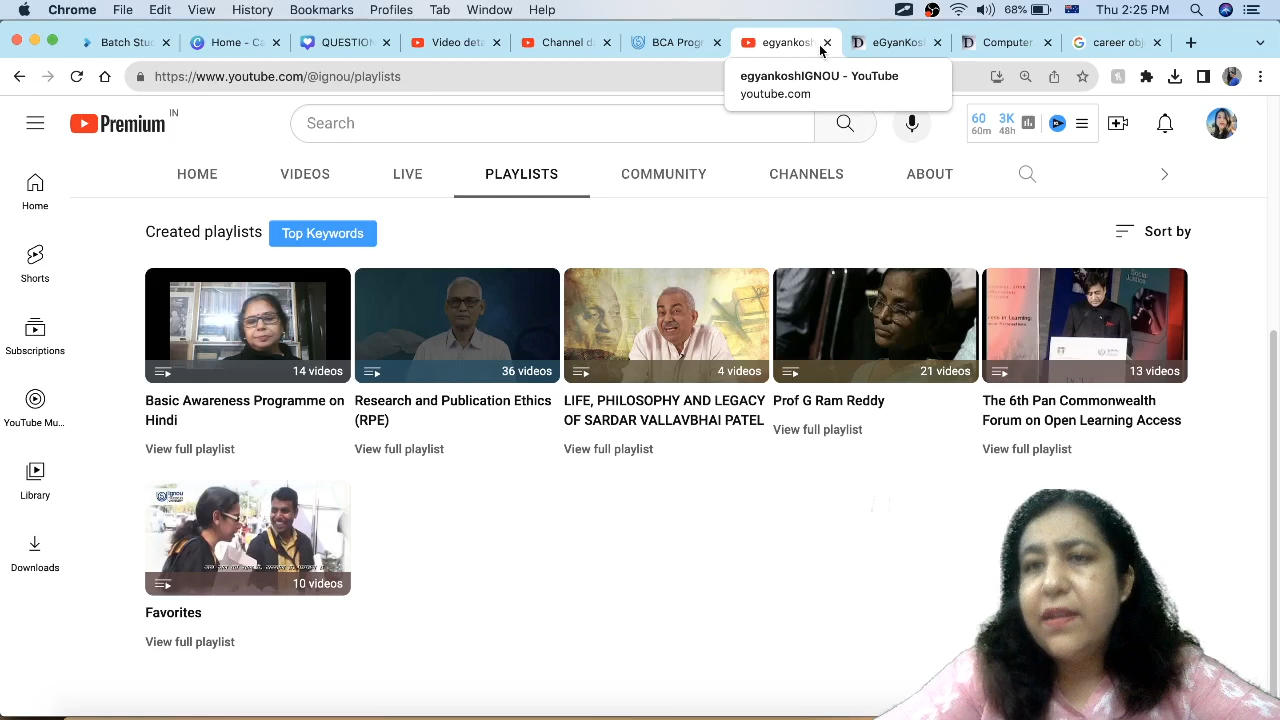 Chrome File Edit View History Bookmarks Profiles Tab Window Help 68% Thu 2:25 PM
Batch Stu Home - Ca QUESTION Video det Channel d BCA Progr egyankosh eGyanKos Computer career obj
https://www.youtube.com/@ignou/playlists
egyankoshIGNOU - YouTube
youtube.com
Premium IN
Search
60 3K
60m 48h
HOME VIDEOS LIVE PLAYLISTS COMMUNITY CHANNELS ABOUT
Home
Shorts
Subscriptions
YouTube Mu...
Library
Downloads
Created playlists Top Keywords Sort by
14 videos
36 videos
4 videos
21 videos
13 videos
Basic Awareness Programme on
Hindi
View full playlist
Research and Publication Ethics
(RPE)
View full playlist
LIFE, PHILOSOPHY AND LEGACY
OF SARDAR VALLAVBHAI PATEL
View full playlist
Prof G Ram Reddy
View full playlist
The 6th Pan Commonwealth
Forum on Open Learning Access
View full playlist
ignou
10 videos
Favorites
View full playlist